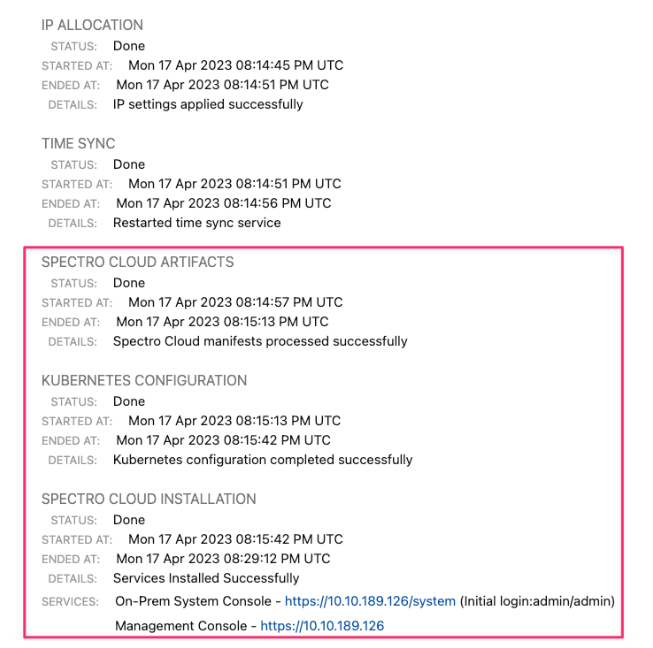 IP ALLOCATION
STATUS: Done
STARTED AT: Mon 17 Apr 2023 08:14:45 PM UTC
ENDED AT: Mon 17 Apr 2023 08:14:51 PM UTC
DETAILS: IP settings applied successfully
TIME SYNC
STATUS: Done
STARTED AT: Mon 17 Apr 2023 08:14:51 PM UTC
ENDED AT: Mon 17 Apr 2023 08:14:56 PM UTC
DETAILS: Restarted time sync service
SPECTRO CLOUD ARTIFACTS
STATUS: Done
STARTED AT: Mon 17 Apr 2023 08:14:57 PM UTC
ENDED AT: Mon 17 Apr 2023 08:15:13 PM UTC
DETAILS: Spectro Cloud manifests processed successfully
KUBERNETES CONFIGURATION
STATUS: Done
STARTED AT: Mon 17 Apr 2023 08:15:13 PM UTC
ENDED AT: Mon 17 Apr 2023 08:15:42 PM UTC
DETAILS: Kubernetes configuration completed successfully
SPECTRO CLOUD INSTALLATION
STATUS: Done
STARTED AT: Mon 17 Apr 2023 08:15:42 PM UTC
ENDED AT: Mon 17 Apr 2023 08:29:12 PM UTC
DETAILS: Services Installed Successfully
SERVICES: On-Prem System Console - https://10.10.189.126/system (Initial login:admin/admin)
Management Console - https://10.10.189.126